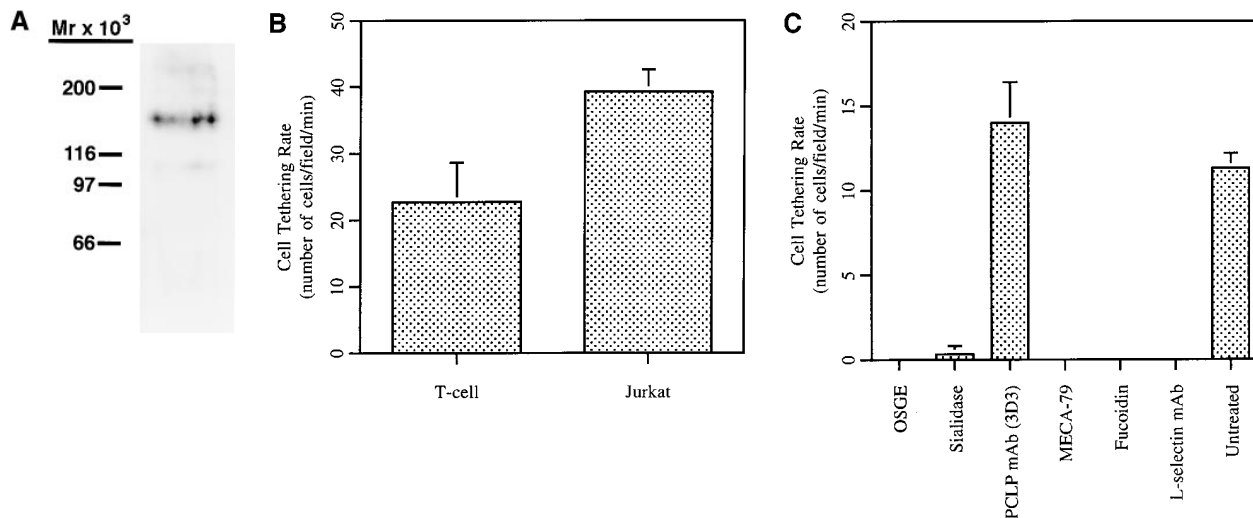 A
Mr x 10³
200
116
97
66
B
Cell Tethering Rate
(number of cells/field/min)
50
40
30
20
10
0
T-cell
Jurkat
C
Cell Tethering Rate
(number of cells/field/min)
20
15
10
5
0
OSGE
Sialidase
PCLP mAb (3D3)
MECA-79
Fucoidin
L-selectin mAb
Untreated